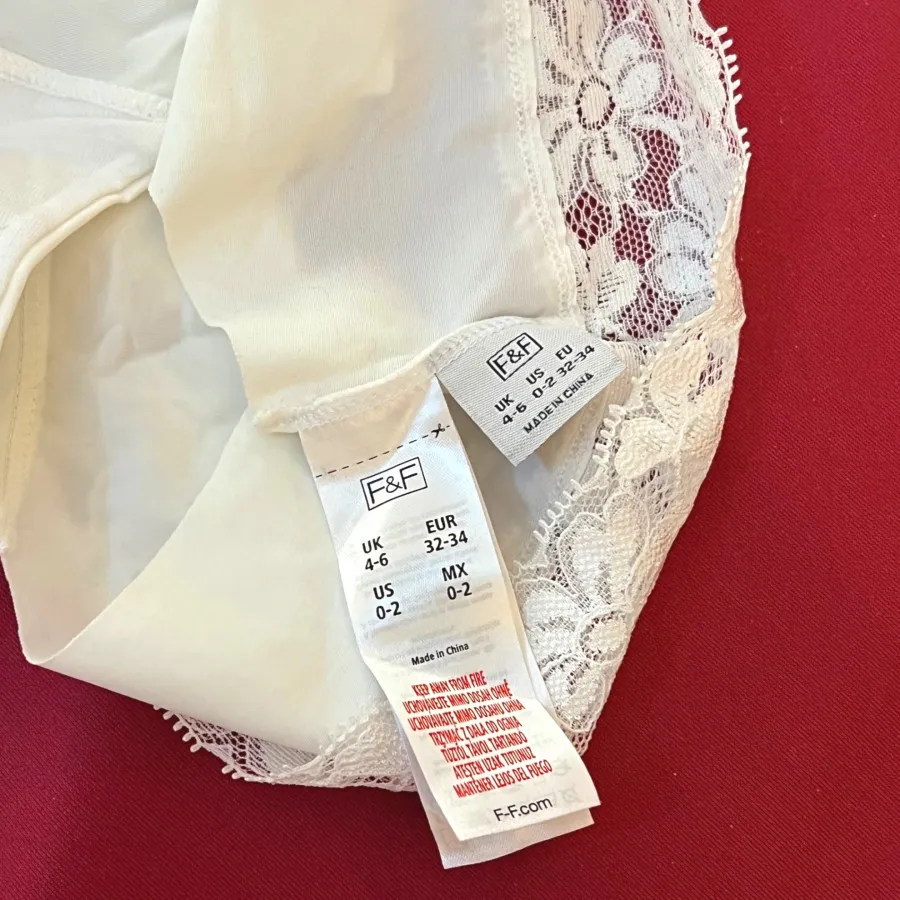 F&F
UK US EU
4-6 0-2 32-34
MADE IN CHINA
F&F
UK EUR
4-6 32-34
US MX
0-2 0-2
Made in China
KEEP AWAY FROM FIRE
UCHOVÁVEJTE MIMO DOSAH OHNĚ
UCHOVÁVAJTE MIMO DOSAHU OHŇA
TRZYMAĆ Z DALA OD OGNIA
TŰZTŐL TÁVOL TARTANDÓ
ATEŞTEN UZAK TUTUNUZ
MANTENER LEJOS DEL FUEGO
F-F.com